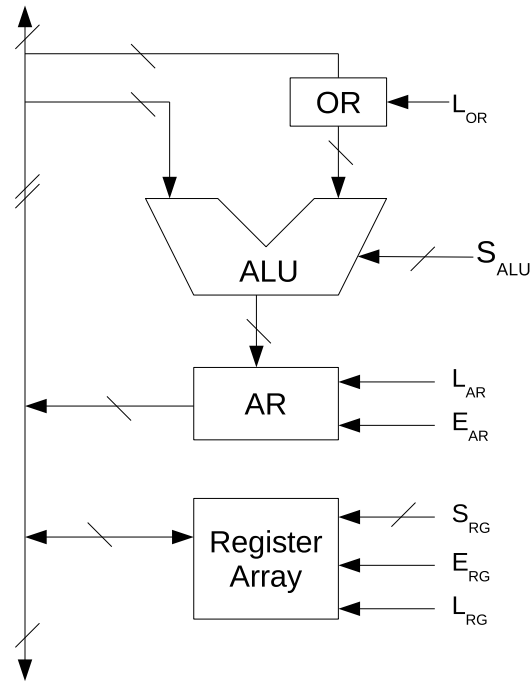 OR
L_OR
ALU
S_ALU
AR
L_AR
E_AR
Register
Array
S_RG
E_RG
L_RG